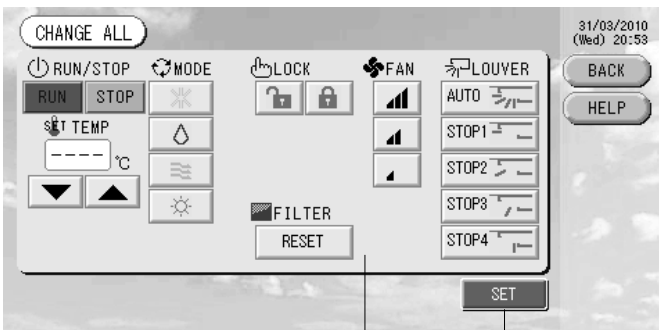 CHANGE ALL
31/03/2010
(Wed) 20:53
RUN/STOP
MODE
LOCK
FAN
LOUVER
BACK
RUN
STOP
AUTO
HELP
SET TEMP
STOP1
----°C
STOP2
STOP3
FILTER
RESET
STOP4
SET